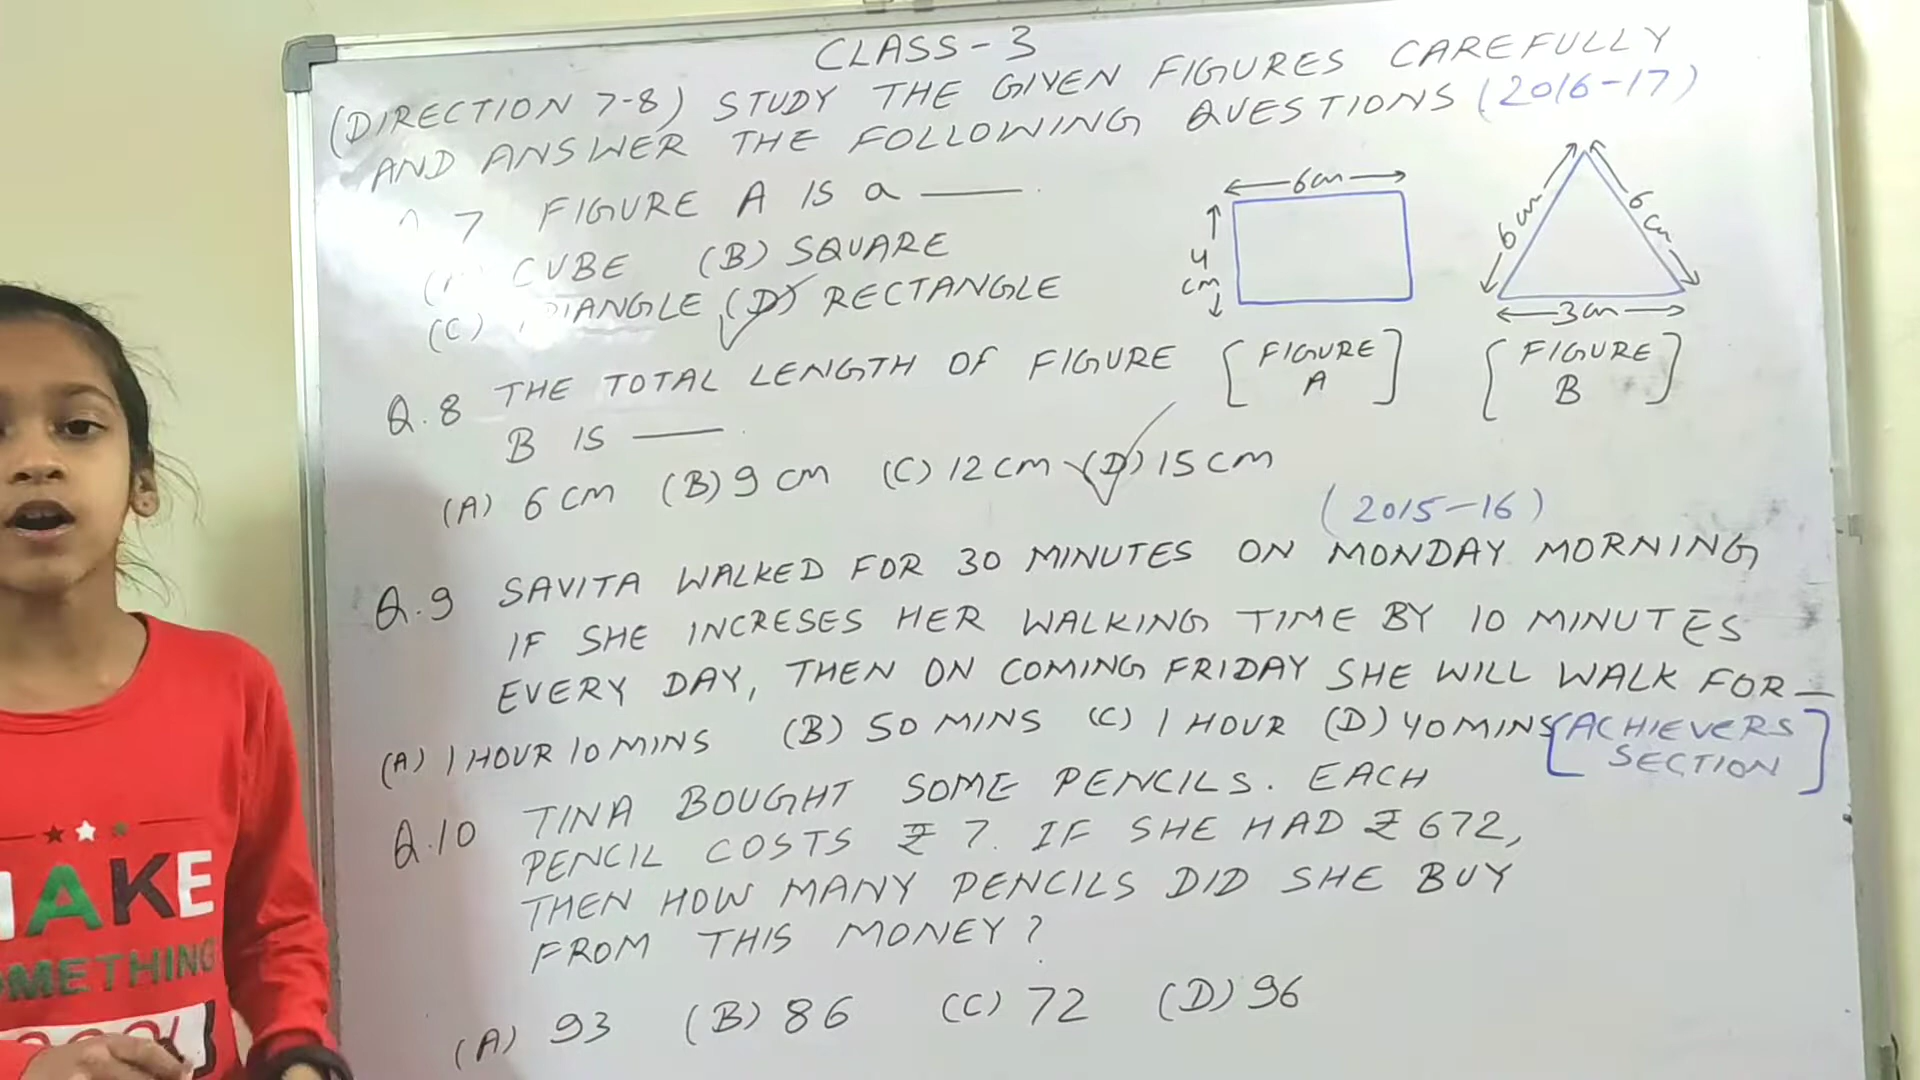 CLASS-3
(DIRECTION 7-8) STUDY THE GIVEN FIGURES CAREFULLY
AND ANSWER THE FOLLOWING QUESTIONS (2016-17)
7 FIGURE A IS a ———.
CUBE (B) SQUARE
(C) TRIANGLE (D) RECTANGLE
6cm
4
cm
[FIGURE
A]
6cm
6cm
3cm
[FIGURE
B]
Q.8 THE TOTAL LENGTH OF FIGURE
B IS ———.
(A) 6 cm (B) 9 cm (C) 12 cm (D) 15 cm
(2015-16)
Q.9 SAVITA WALKED FOR 30 MINUTES ON MONDAY MORNING
IF SHE INCRESES HER WALKING TIME BY 10 MINUTES
EVERY DAY, THEN ON COMING FRIDAY SHE WILL WALK FOR —
(A) 1 HOUR 10 MINS (B) 50 MINS (C) 1 HOUR (D) 40 MINS
[ACHIEVERS
SECTION]
Q.10 TINA BOUGHT SOME PENCILS. EACH
PENCIL COSTS ₹ 7. IF SHE HAD ₹ 672,
THEN HOW MANY PENCILS DID SHE BUY
FROM THIS MONEY?
(A) 93 (B) 86 (C) 72 (D) 96
MAKE
OMETHING